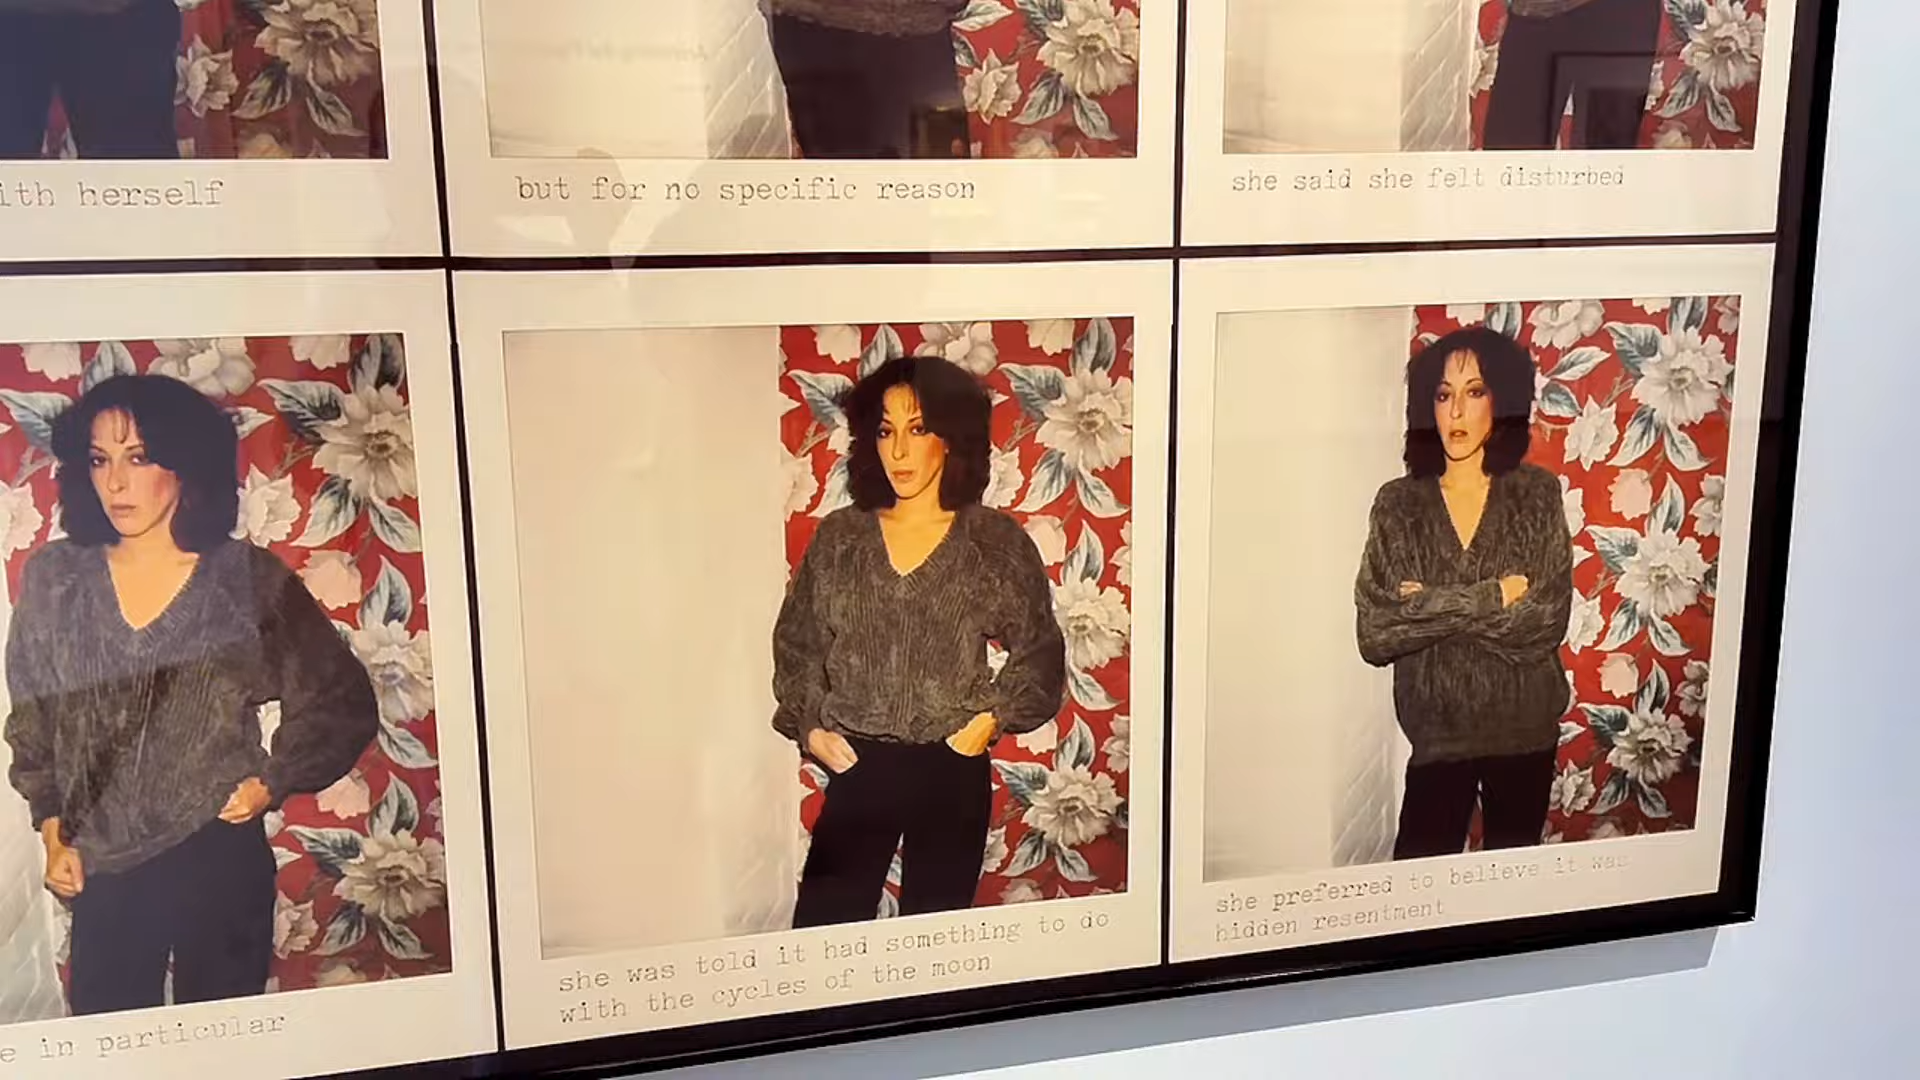 ith herself
but for no specific reason
she said she felt disturbed
e in particular
she was told it had something to do
with the cycles of the moon
she preferred to believe it was
hidden resentment